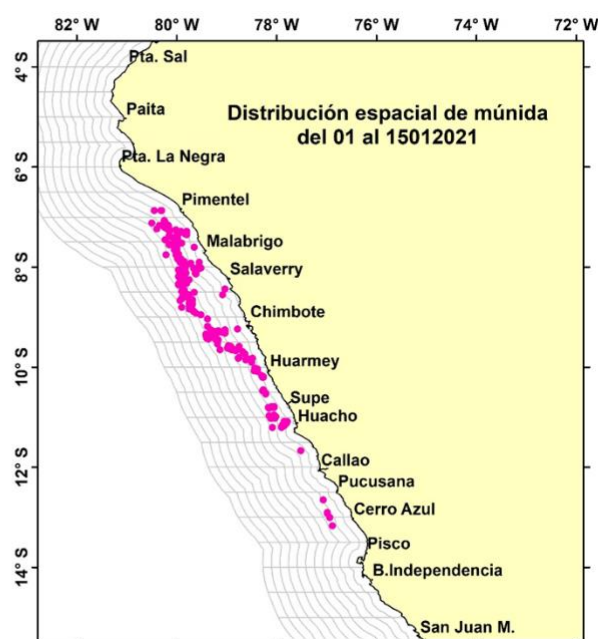 82° W
80° W
78° W
76° W
74° W
72° W
4° S
Pta. Sal
Paita
Distribución espacial de múnida
del 01 al 15012021
Pta. La Negra
6° S
Pimentel
Malabrigo
8° S
Salaverry
Chimbote
10° S
Huarmey
Supe
Huacho
12° S
Callao
Pucusana
Cerro Azul
Pisco
14° S
B.Independencia
San Juan M.